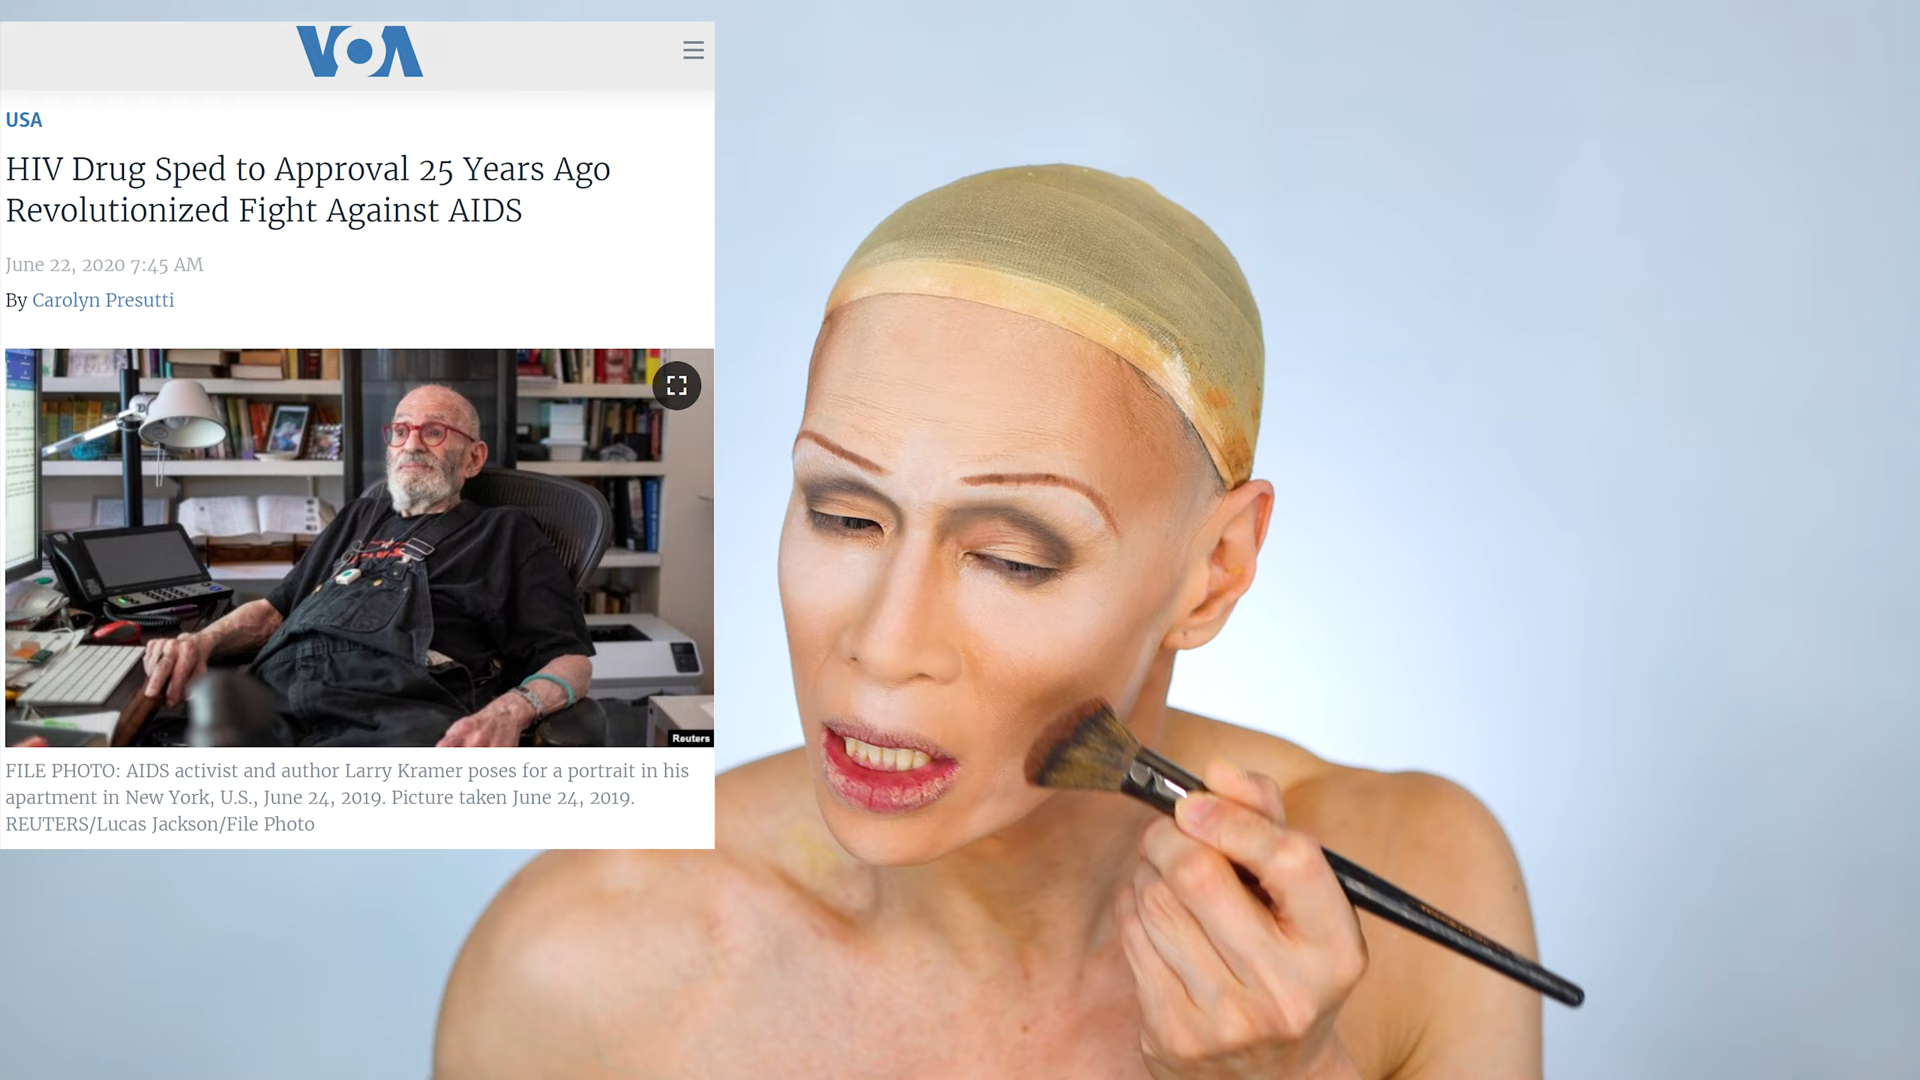 VOA
USA
HIV Drug Sped to Approval 25 Years Ago
Revolutionized Fight Against AIDS
June 22, 2020 7:45 AM
By Carolyn Presutti
Reuters
FILE PHOTO: AIDS activist and author Larry Kramer poses for a portrait in his
apartment in New York, U.S., June 24, 2019. Picture taken June 24, 2019.
REUTERS/Lucas Jackson/File Photo